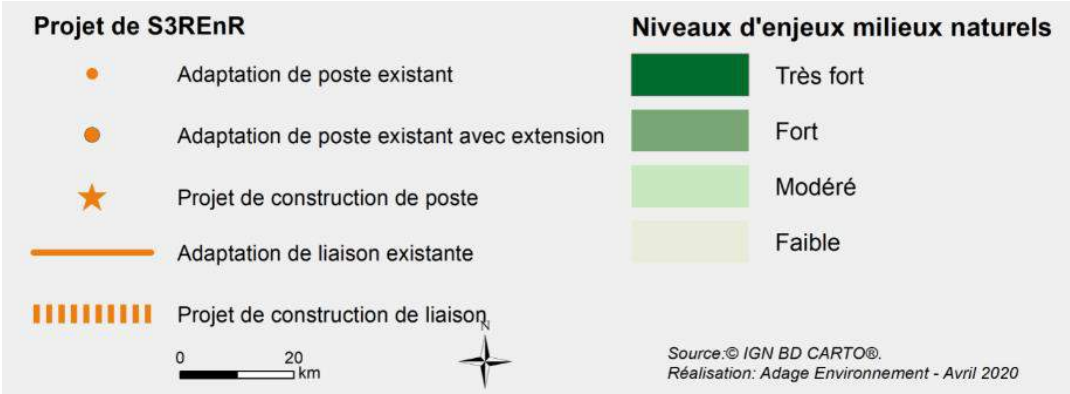 Projet de S3REnR
Adaptation de poste existant
Adaptation de poste existant avec extension
Projet de construction de poste
Adaptation de liaison existante
Projet de construction de liaison
N
0 20
km
Niveaux d'enjeux milieux naturels
Très fort
Fort
Modéré
Faible
Source:© IGN BD CARTO®.
Réalisation: Adage Environnement - Avril 2020